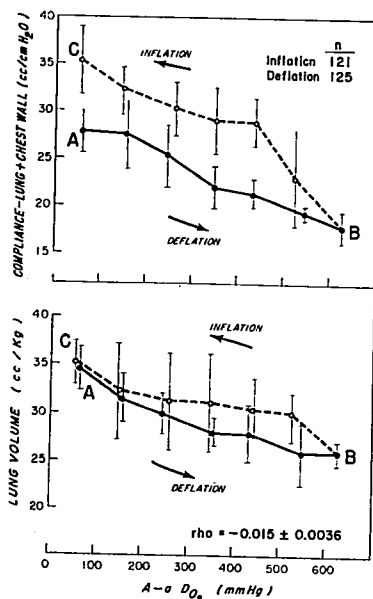 COMPLIANCE-LUNG+CHEST WALL (cc/cmH2O)
40
35
30
25
20
15
C
A
B
INFLATION
DEFLATION
n
Inflation 121
Deflation 125
LUNG VOLUME (cc / Kg)
40
35
30
25
20
C
A
B
INFLATION
DEFLATION
rho = -0.015 ± 0.0036
0 100 200 300 400 500 600
A-a DO2 (mmHg)